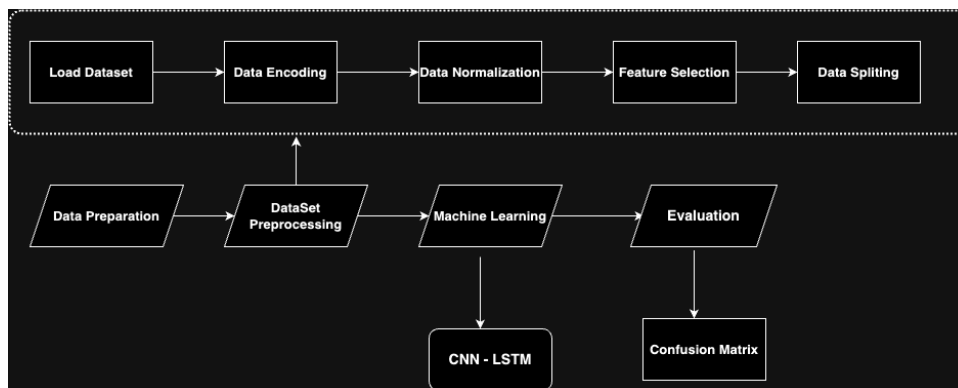 Load Dataset
Data Encoding
Data Normalization
Feature Selection
Data Spliting
Data Preparation
DataSet
Preprocessing
Machine Learning
Evaluation
CNN - LSTM
Confusion Matrix